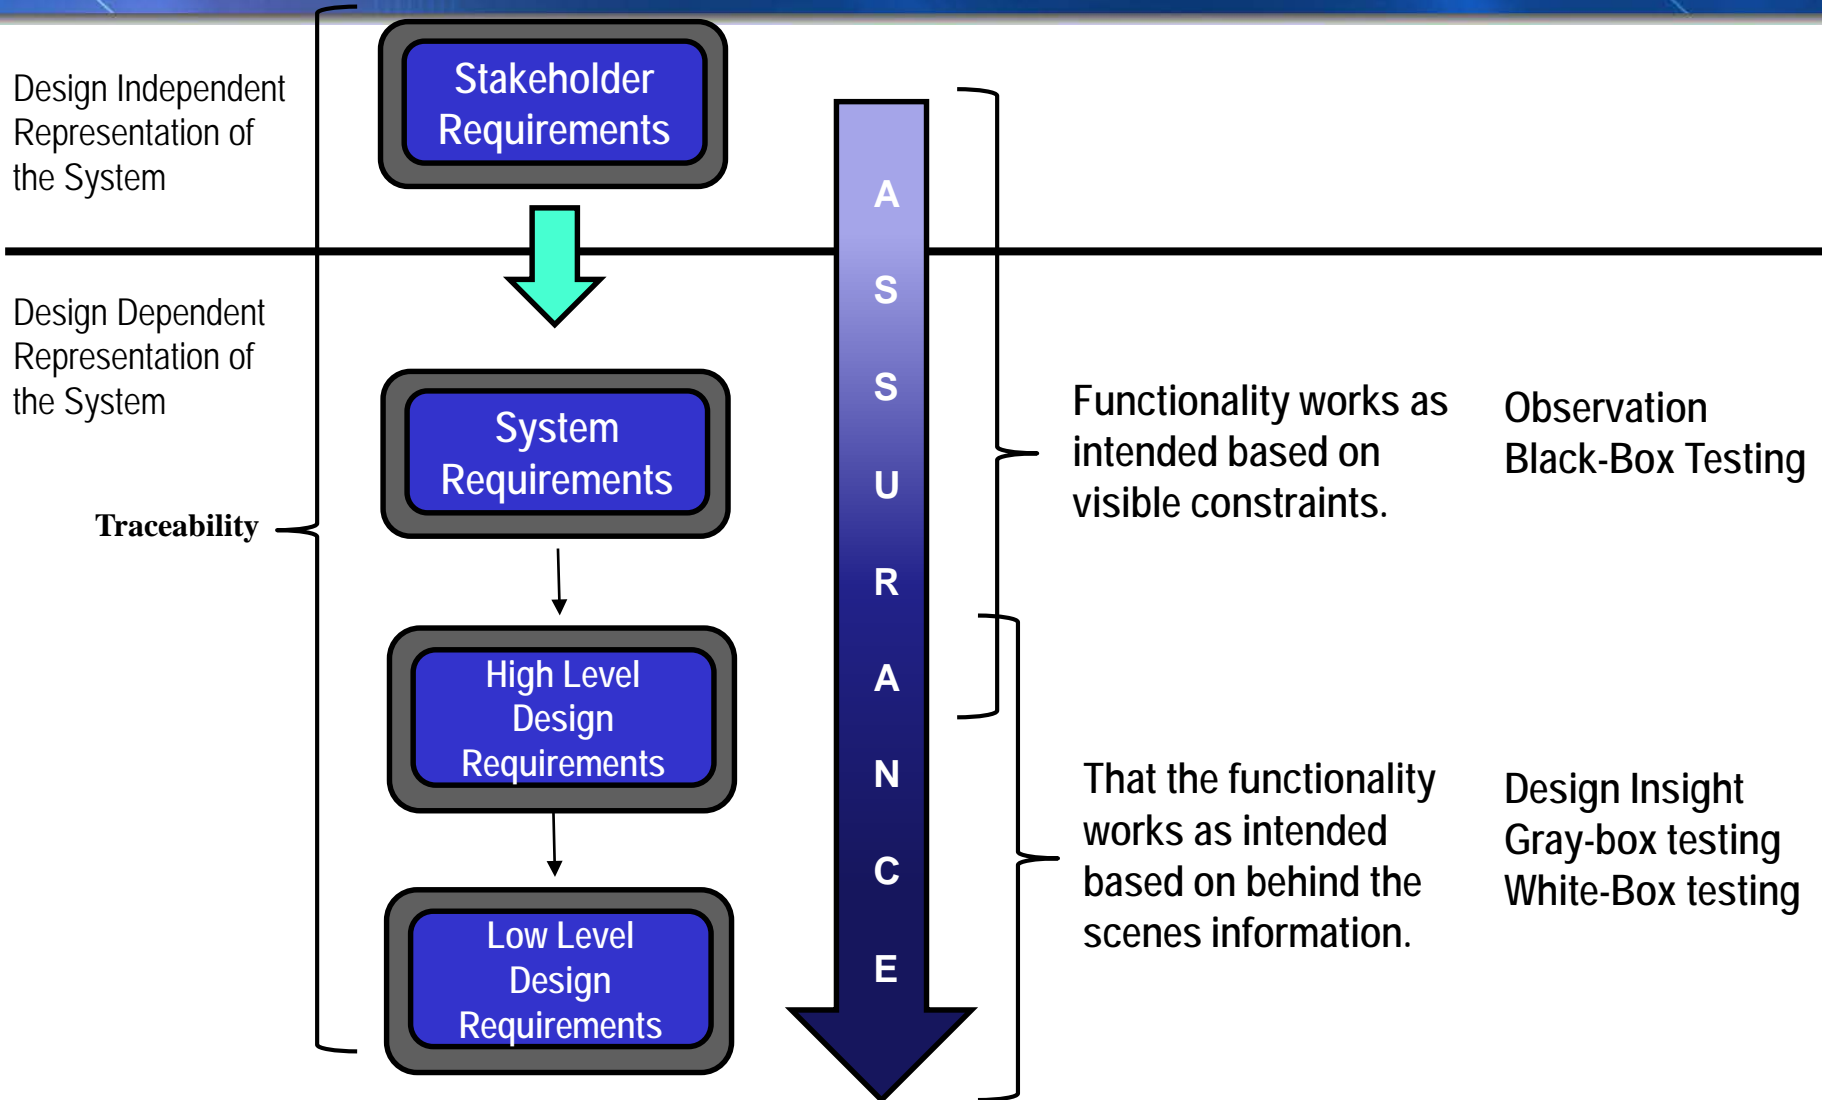 Design Independent
Representation of
the System
Stakeholder
Requirements
Design Dependent
Representation of
the System
System
Requirements
Traceability
High Level
Design
Requirements
Low Level
Design
Requirements
A
S
S
U
R
A
N
C
E
Functionality works as
intended based on
visible constraints.
Observation
Black-Box Testing
That the functionality
works as intended
based on behind the
scenes information.
Design Insight
Gray-box testing
White-Box testing